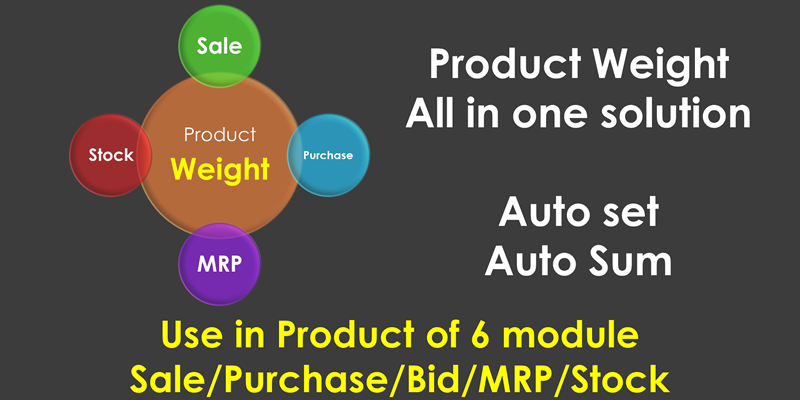 Sale
Product
Weight
Stock
Purchase
MRP
Product Weight
All in one solution
Auto set
Auto Sum
Use in Product of 6 module
Sale/Purchase/Bid/MRP/Stock